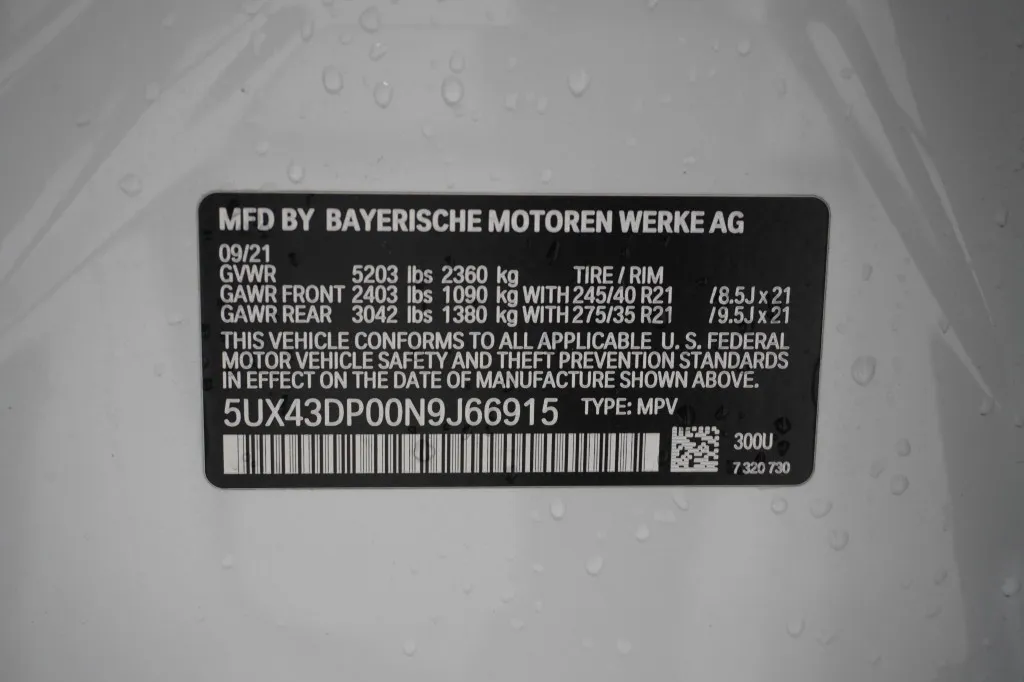 MFD BY BAYERISCHE MOTOREN WERKE AG
09/21
GVWR 5203 lbs 2360 kg TIRE / RIM
GAWR FRONT 2403 lbs 1090 kg WITH 245/40 R21 /8.5J x 21
GAWR REAR 3042 lbs 1380 kg WITH 275/35 R21 /9.5J x 21
THIS VEHICLE CONFORMS TO ALL APPLICABLE U. S. FEDERAL
MOTOR VEHICLE SAFETY AND THEFT PREVENTION STANDARDS
IN EFFECT ON THE DATE OF MANUFACTURE SHOWN ABOVE.
5UX43DP00N9J66915 TYPE: MPV
300U
7 320 730